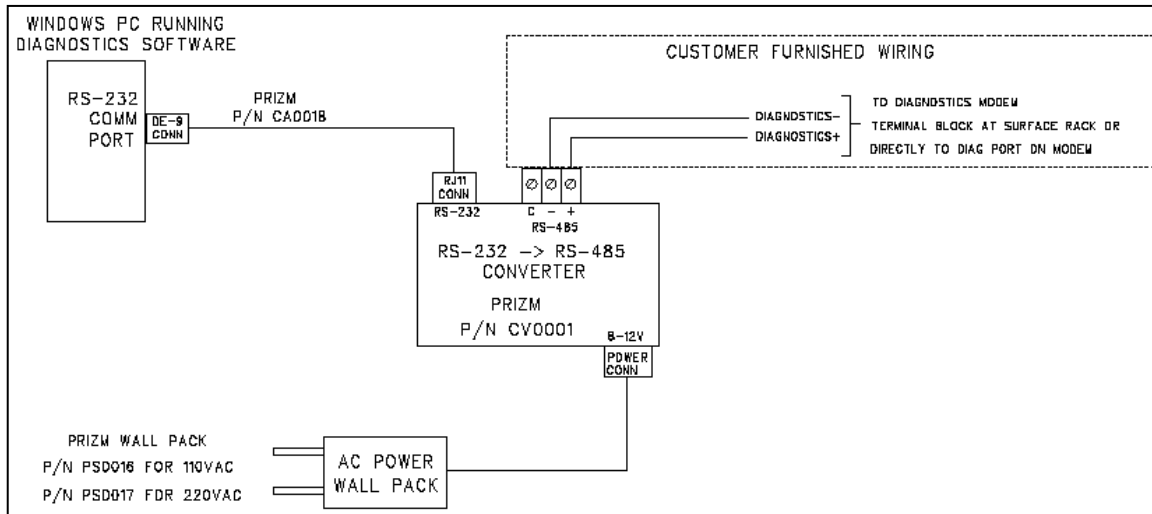 WINDOWS PC RUNNING
DIAGNOSTICS SOFTWARE
RS-232
COMM
PORT
DE-9
CONN
PRIZM
P/N CA0018
CUSTOMER FURNISHED WIRING
DIAGNOSTICS-
DIAGNOSTICS+
TO DIAGNOSTICS MODEM
TERMINAL BLOCK AT SURFACE RACK OR
DIRECTLY TO DIAG PORT ON MODEM
RJ11
CONN
RS-232
C - +
RS-485
RS-232 -> RS-485
CONVERTER
PRIZM
P/N CV0001
8-12V
POWER
CONN
PRIZM WALL PACK
P/N PS0016 FOR 110VAC
P/N PS0017 FOR 220VAC
AC POWER
WALL PACK